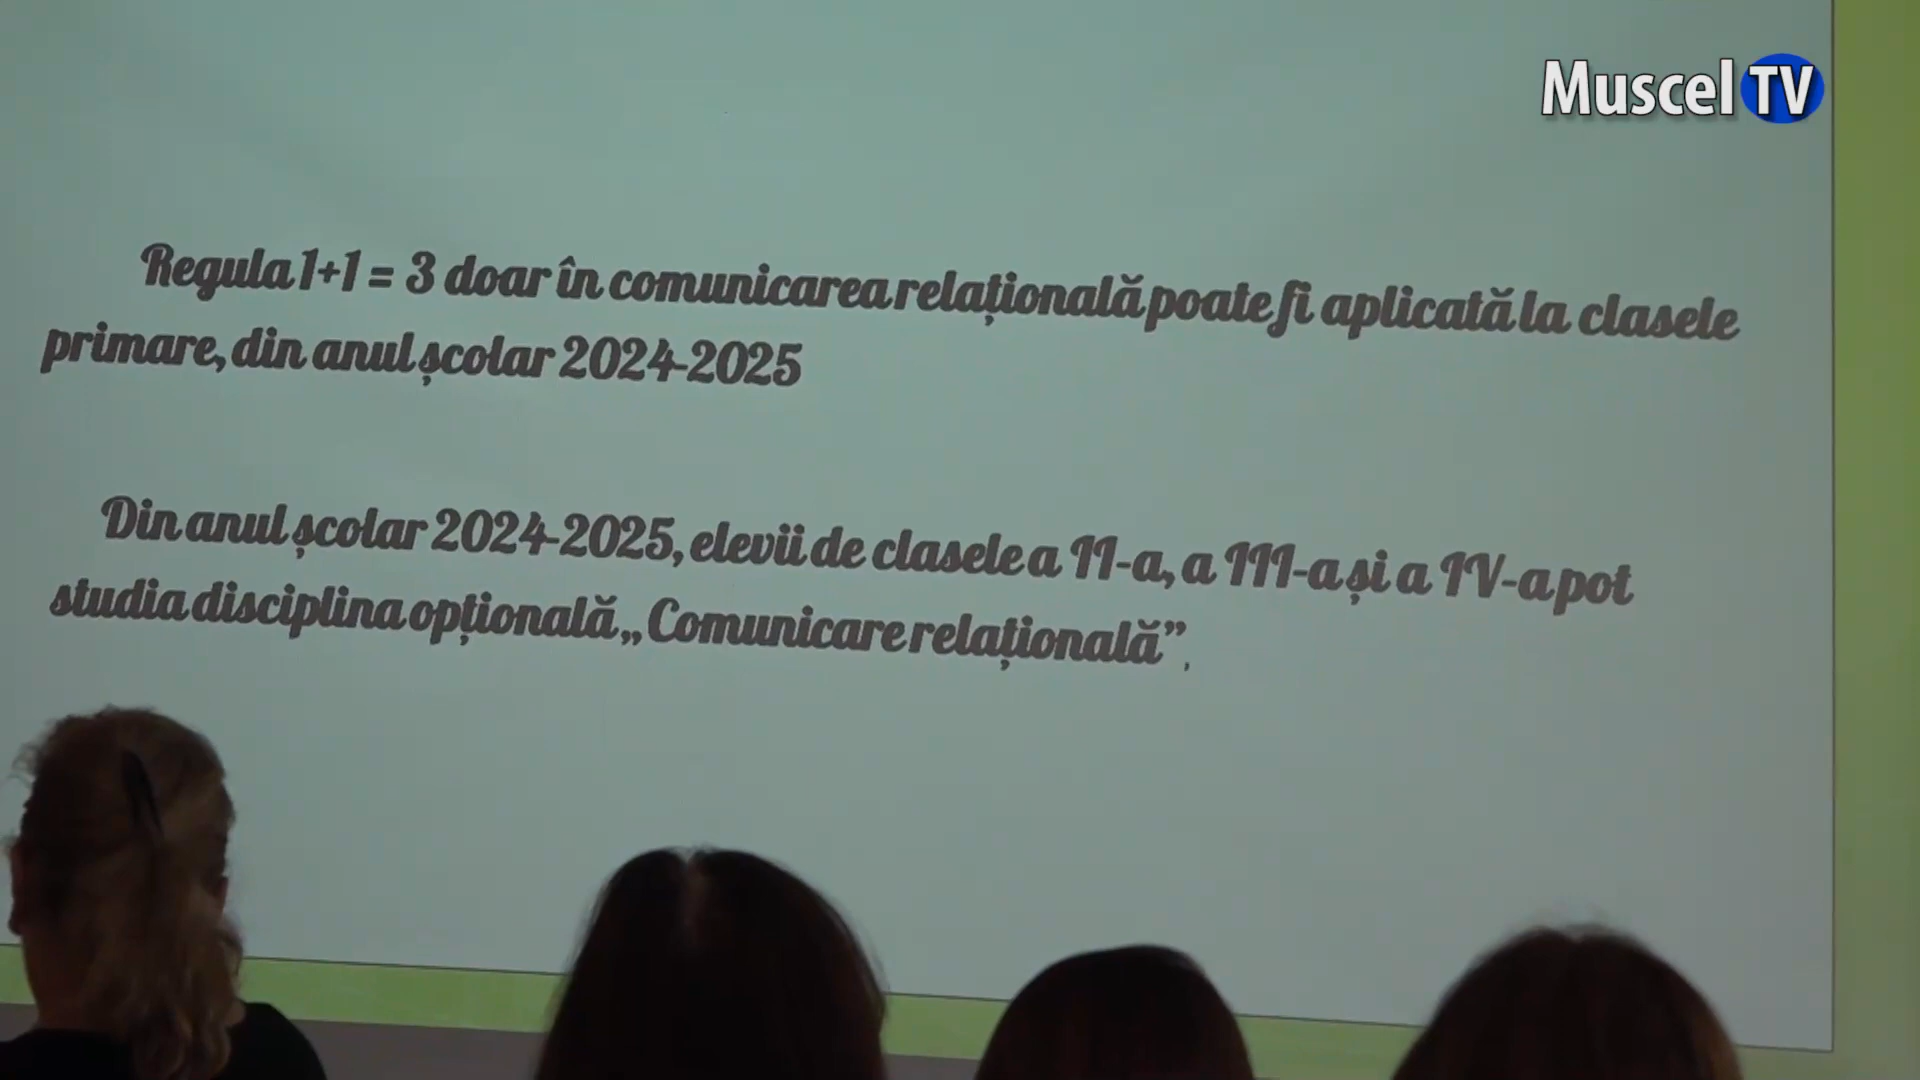 Muscel TV
Regula 1+1 = 3 doar în comunicarea relațională poate fi aplicată la clasele
primare, din anul școlar 2024-2025
Din anul școlar 2024-2025, elevii de clasele a II-a, a III-a și a IV-a pot
studia disciplina opțională „Comunicare relațională”,